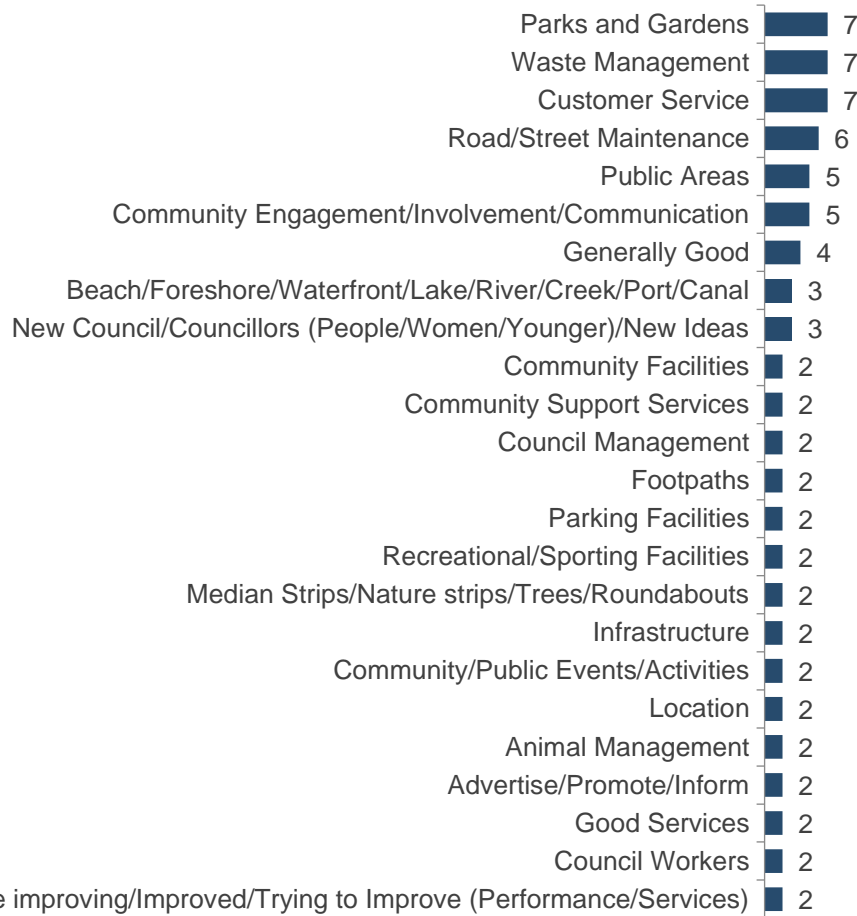 Parks and Gardens 7
Waste Management 7
Customer Service 7
Road/Street Maintenance 6
Public Areas 5
Community Engagement/Involvement/Communication 5
Generally Good 4
Beach/Foreshore/Waterfront/Lake/River/Creek/Port/Canal 3
New Council/Councillors (People/Women/Younger)/New Ideas 3
Community Facilities 2
Community Support Services 2
Council Management 2
Footpaths 2
Parking Facilities 2
Recreational/Sporting Facilities 2
Median Strips/Nature strips/Trees/Roundabouts 2
Infrastructure 2
Community/Public Events/Activities 2
Location 2
Animal Management 2
Advertise/Promote/Inform 2
Good Services 2
Council Workers 2
improving/Improved/Trying to Improve (Performance/Services) 2